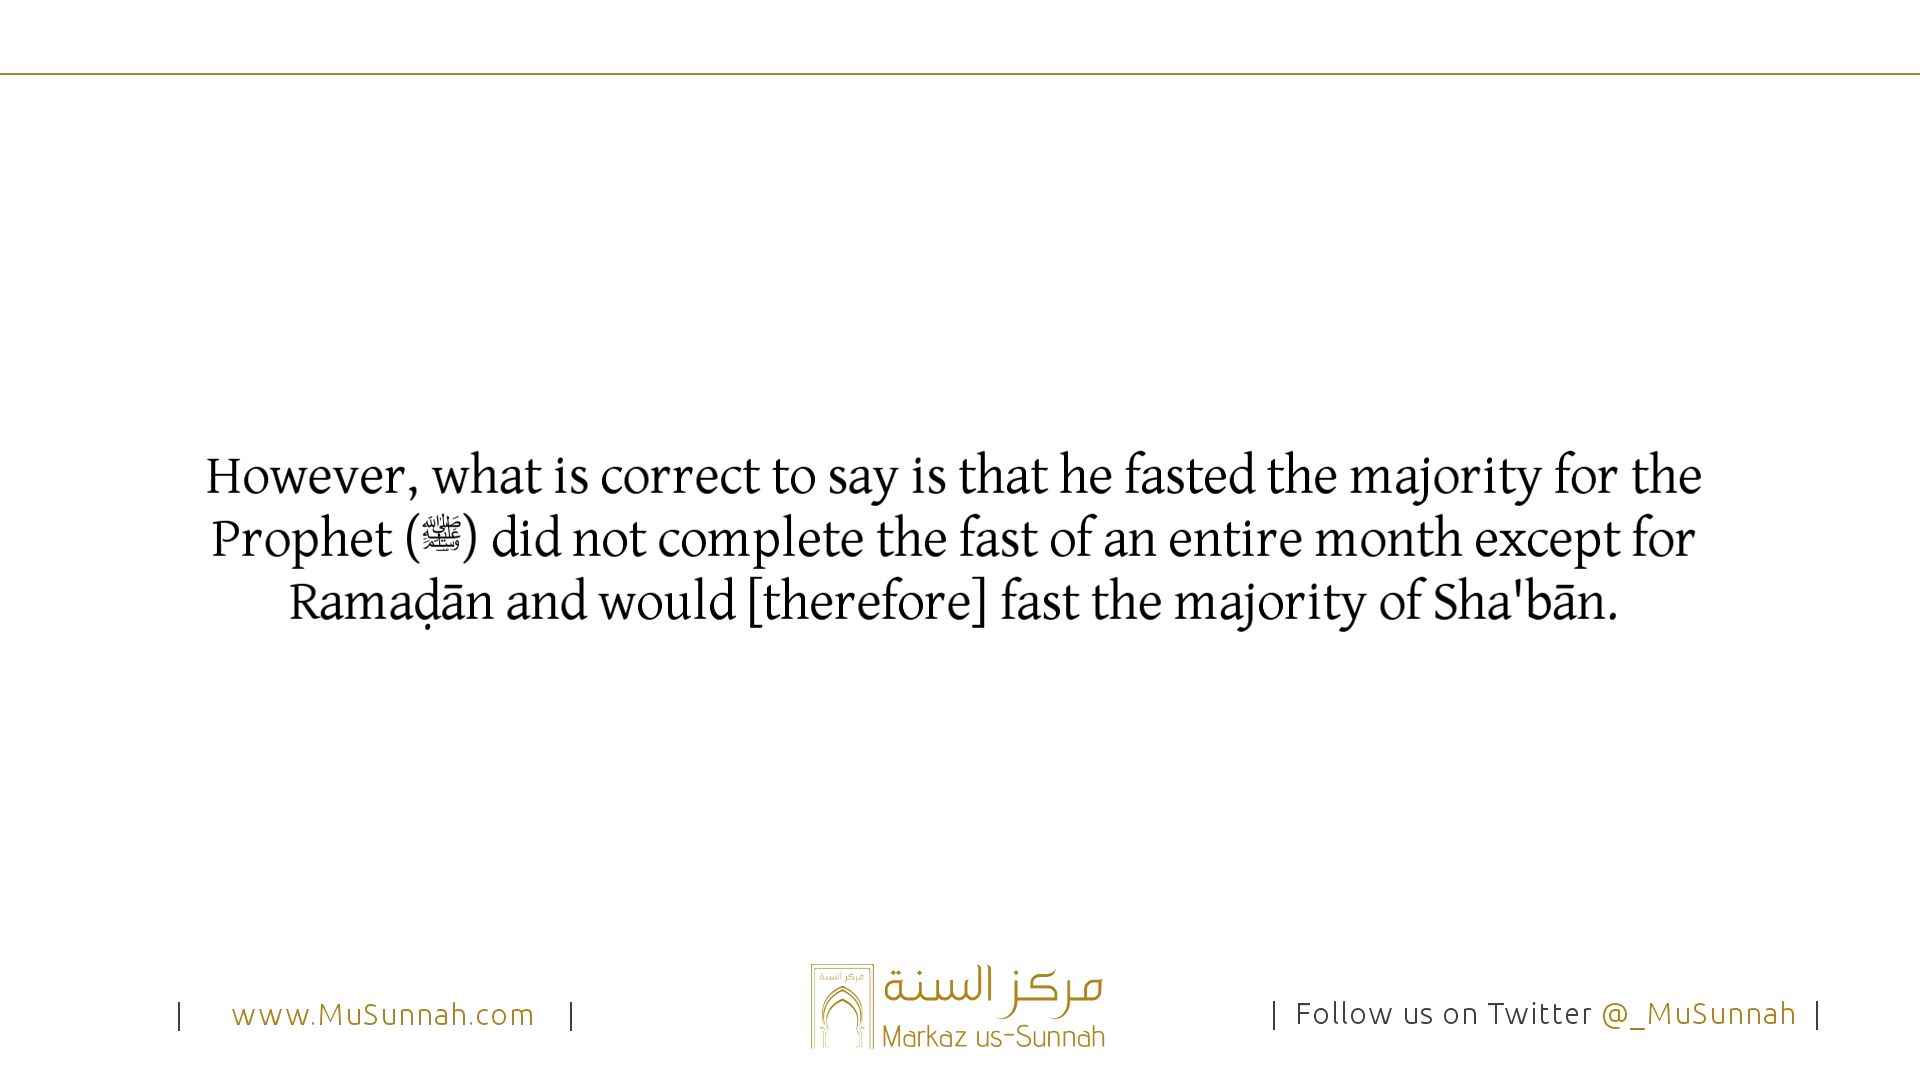 However, what is correct to say is that he fasted the majority for the
Prophet (ﷺ) did not complete the fast of an entire month except for
Ramaḍān and would [therefore] fast the majority of Sha'bān.
| www.MuSunnah.com |
مركز السنة
مركز السنة
Markaz us-Sunnah
| Follow us on Twitter @_MuSunnah |